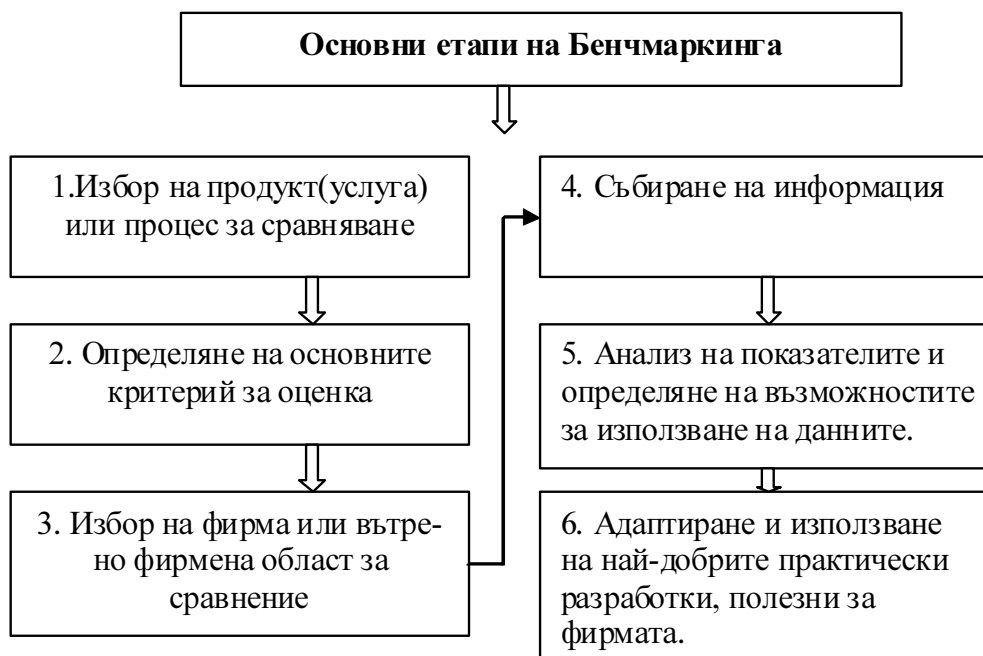 Основни етапи на Бенчмаркинга
1.Избор на продукт(услуга)
или процес за сравняване
2. Определяне на основните
критерий за оценка
3. Избор на фирма или вътре-
но фирмена област за
сравнение
4. Събиране на информация
5. Анализ на показателите и
определяне на възможностите
за използване на данните.
6. Адаптиране и използване
на най-добрите практически
разработки, полезни за
фирмата.